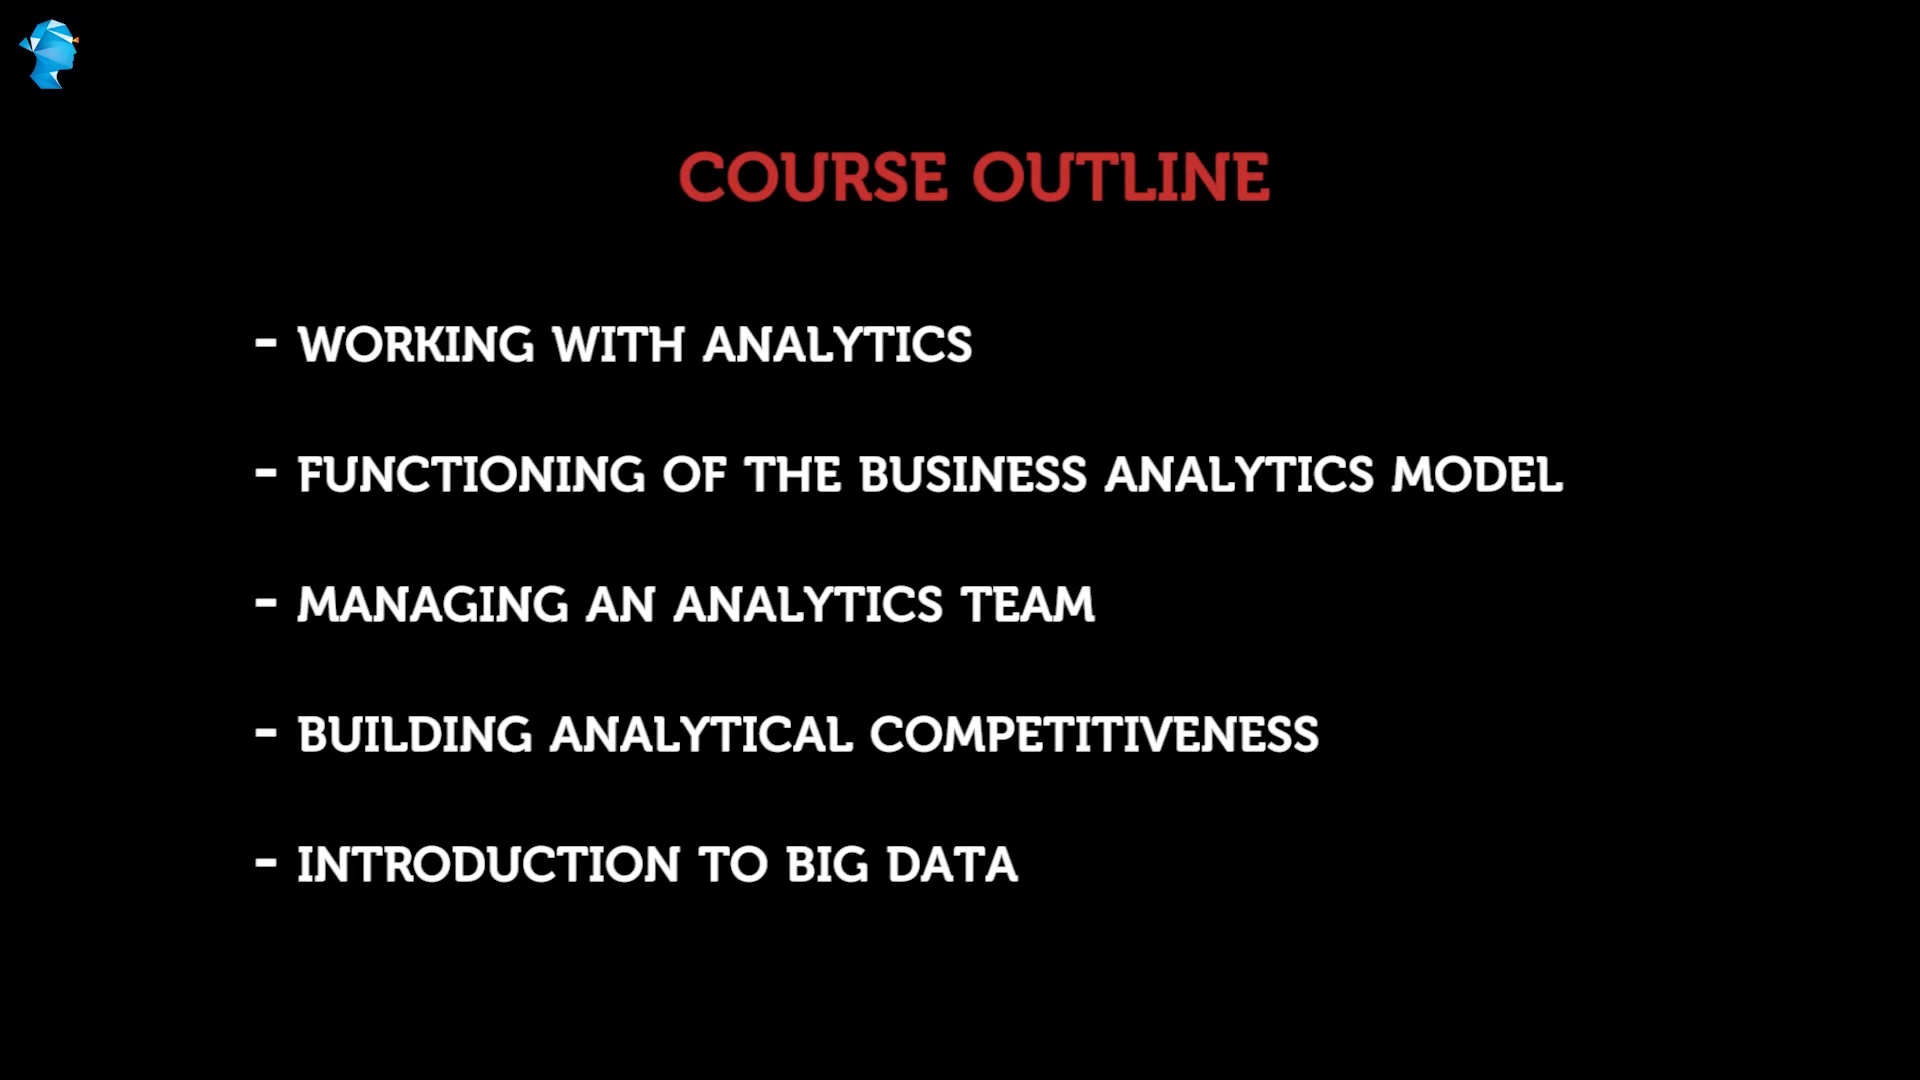 COURSE OUTLINE
- WORKING WITH ANALYTICS
- FUNCTIONING OF THE BUSINESS ANALYTICS MODEL
- MANAGING AN ANALYTICS TEAM
- BUILDING ANALYTICAL COMPETITIVENESS
- INTRODUCTION TO BIG DATA